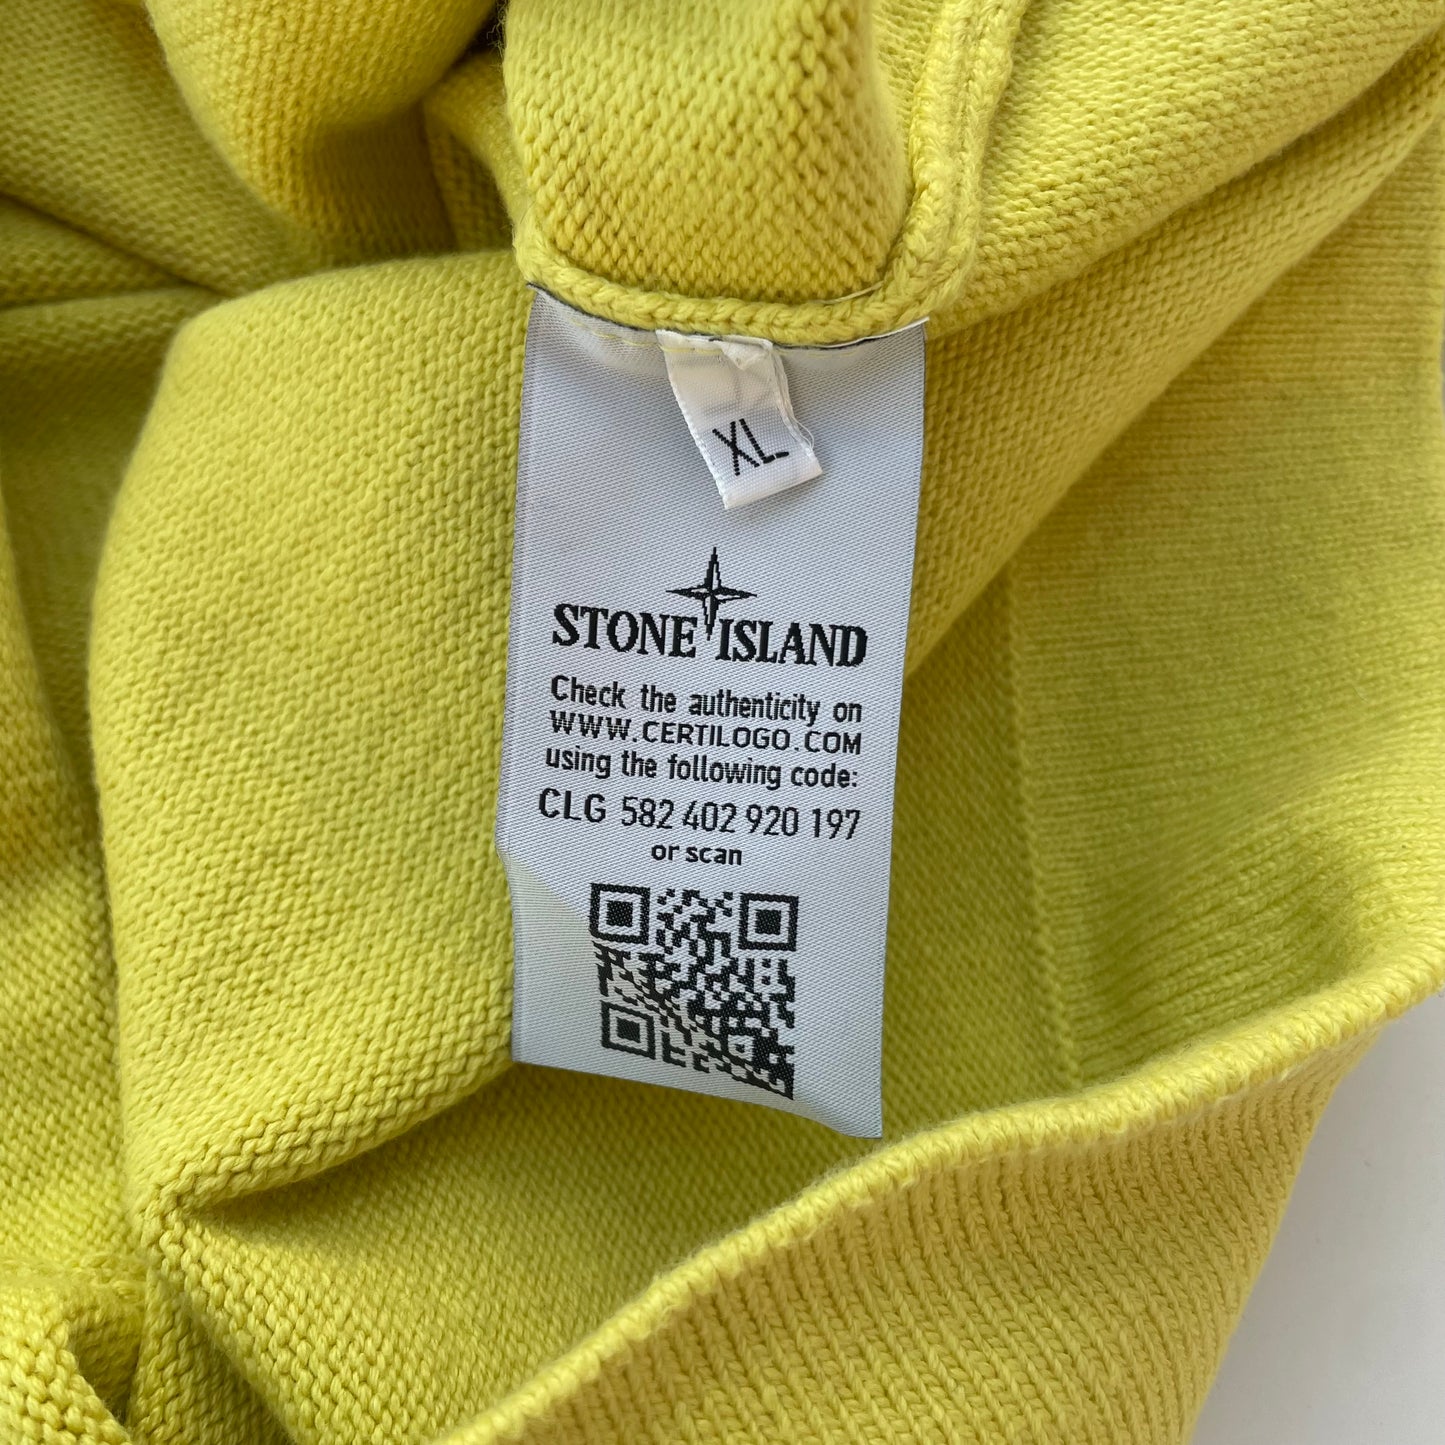 XL
STONE ISLAND
Check the authenticity on
WWW.CERTILOGO.COM
using the following code:
CLG 582 402 920 197
or scan